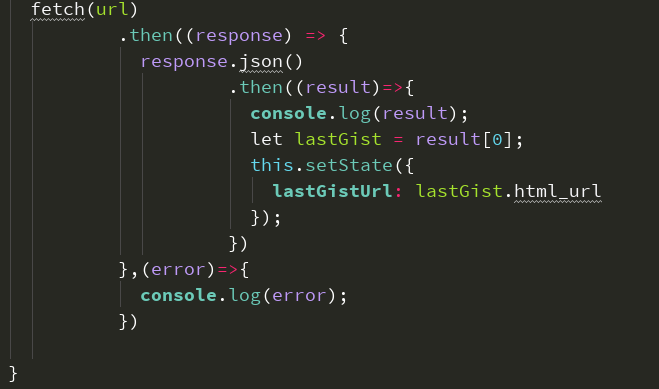 fetch(url)
.then((response) => {
response.json()
.then((result)=>{
console.log(result);
let lastGist = result[0];
this.setState({
lastGistUrl: lastGist.html_url
});
})
},(error)=>{
console.log(error);
})
}